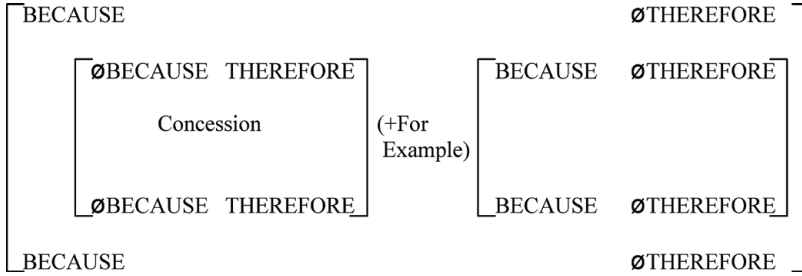 BECAUSE ØTHEREFORE
ØBECAUSE THEREFORE BECAUSE ØTHEREFORE
Concession (+For
Example)
ØBECAUSE THEREFORE BECAUSE ØTHEREFORE
BECAUSE ØTHEREFORE